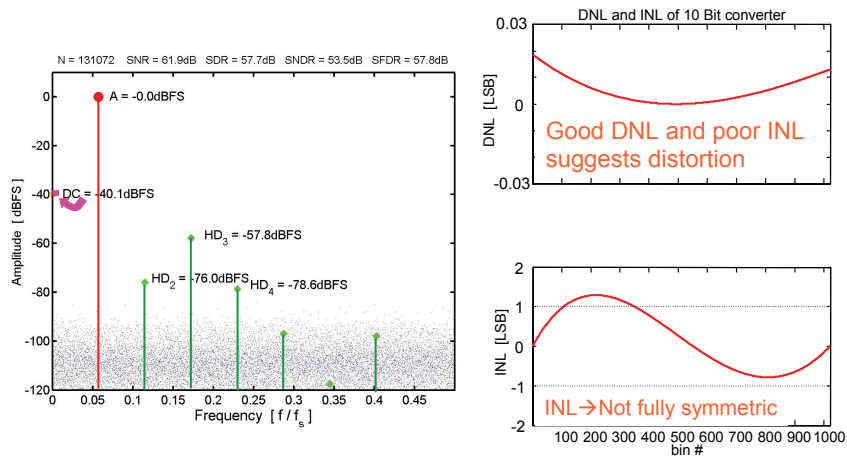 N = 131072 SNR = 61.9dB SDR = 57.7dB SNDR = 53.5dB SFDR = 57.8dB
A = -0.0dBFS
DC = -40.1dBFS
HD3 = -57.8dBFS
HD2 = -76.0dBFS
HD4 = -78.6dBFS
Amplitude [ dBFS ]
0
-20
-40
-60
-80
-100
-120
0 0.05 0.1 0.15 0.2 0.25 0.3 0.35 0.4 0.45
Frequency [ f / fs ]
DNL and INL of 10 Bit converter
DNL [LSB]
0.03
0
-0.03
Good DNL and poor INL
suggests distortion
INL [LSB]
2
1
0
-1
-2
INL→Not fully symmetric
100 200 300 400 500 600 700 800 900 1000
bin #